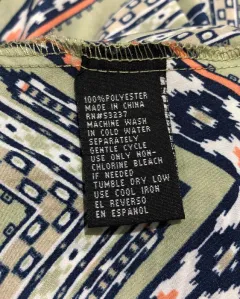 100%POLYESTER
MADE IN CHINA
RN#53237
MACHINE WASH
IN COLD WATER
SEPARATELY
GENTLE CYCLE
USE ONLY NON-
CHLORINE BLEACH
IF NEEDED
TUMBLE DRY LOW
USE COOL IRON
EL REVERSO
EN ESPANOL